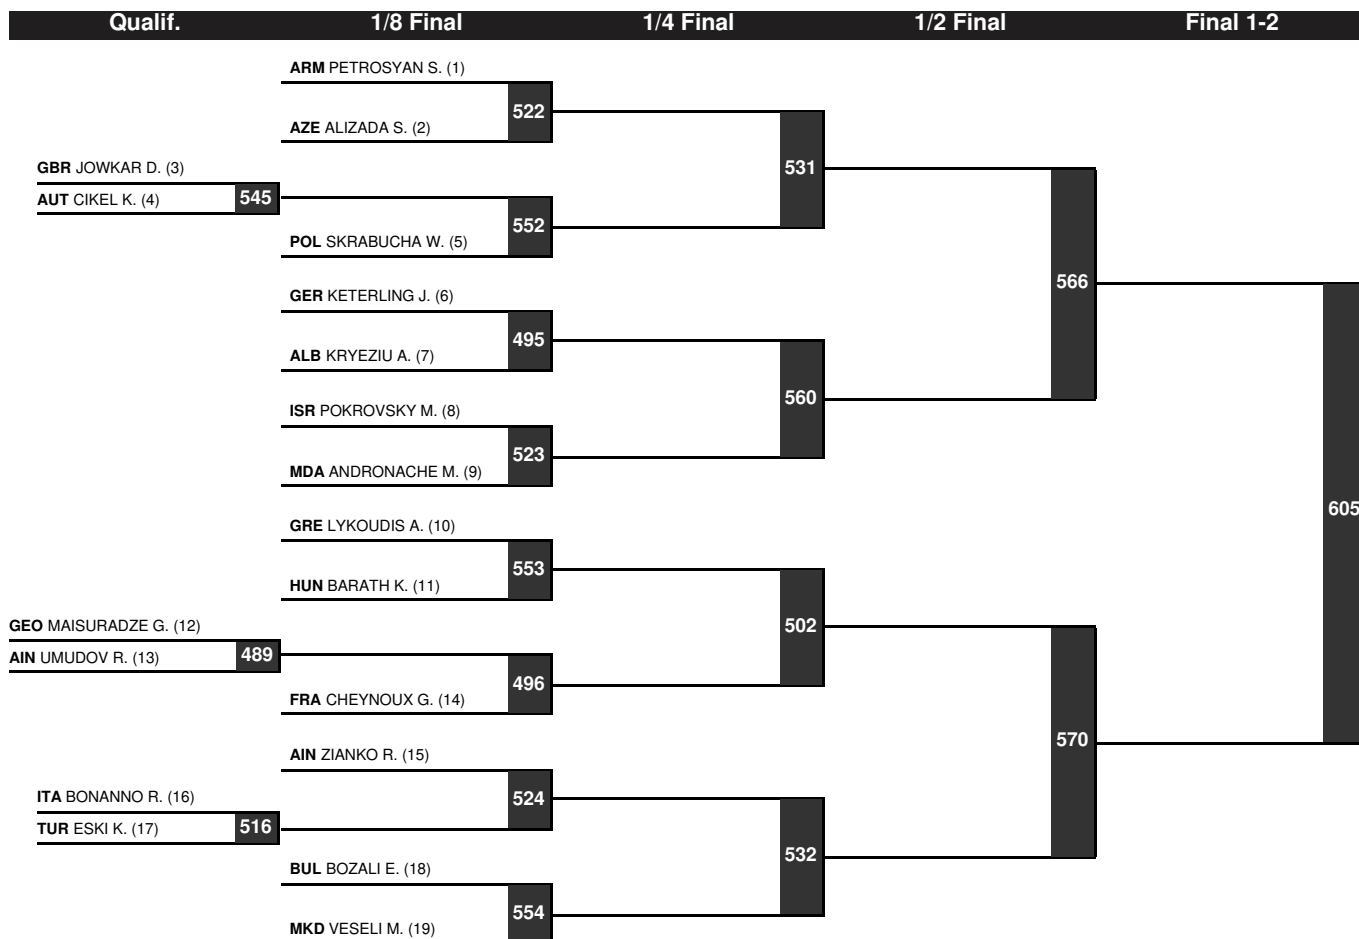 Qualif. 1/8 Final 1/4 Final 1/2 Final Final 1-2
ARM PETROSYAN S. (1)
522
AZE ALIZADA S. (2)
GBR JOWKAR D. (3)
531
AUT CIKEL K. (4) 545
552
POL SKRABUCHA W. (5)
566
GER KETERLING J. (6)
495
ALB KRYEZIU A. (7)
560
ISR POKROVSKY M. (8)
523
MDA ANDRONACHE M. (9)
605
GRE LYKOUDIS A. (10)
553
HUN BARATH K. (11)
GEO MAISURADZE G. (12)
502
AIN UMUDOV R. (13) 489
496
FRA CHEYNOUX G. (14)
570
AIN ZIANKO R. (15)
ITA BONANNO R. (16)
524
TUR ESKI K. (17) 516
532
BUL BOZALI E. (18)
554
MKD VESELI M. (19)